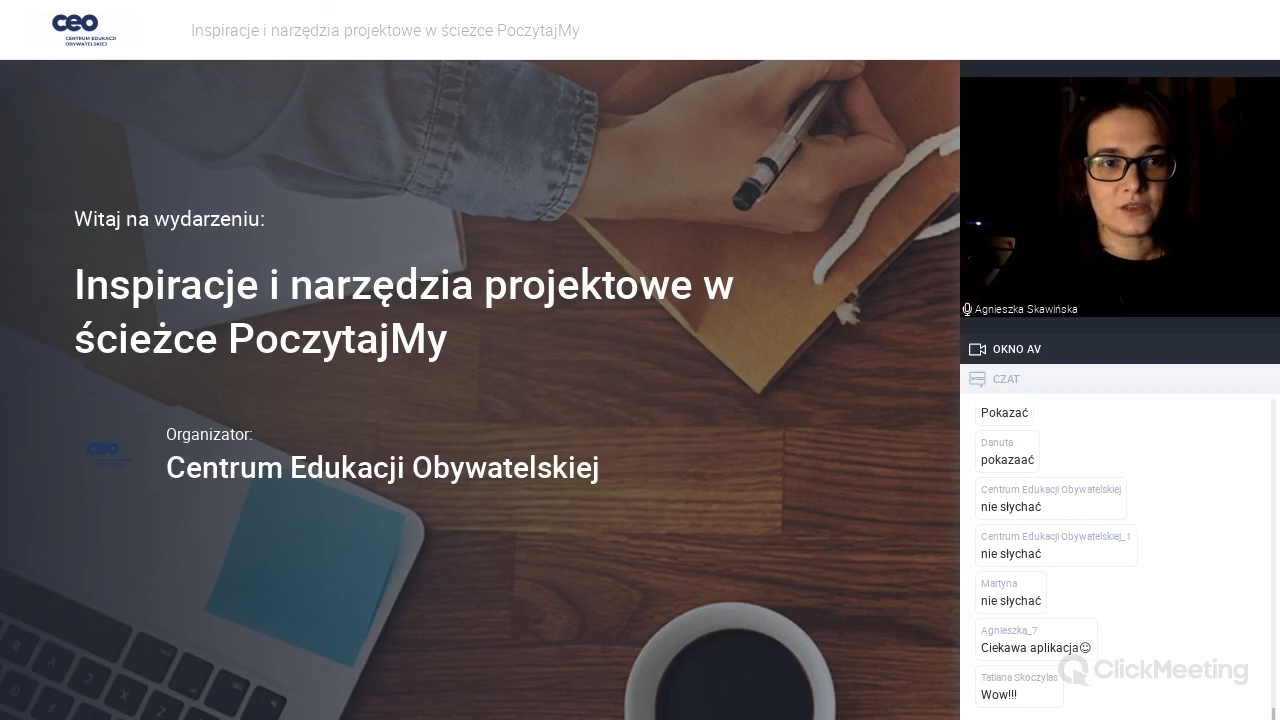 ceo
CENTRUM EDUKACJI
OBYWATELSKIEJ
Inspiracje i narzędzia projektowe w ścieżce PoczytajMy
Witaj na wydarzeniu:
Inspiracje i narzędzia projektowe w
ścieżce PoczytajMy
ceo
Organizator:
Centrum Edukacji Obywatelskiej
Agnieszka Skawińska
OKNO AV
CZAT
Pokazać
Danuta
pokazaać
Centrum Edukacji Obywatelskiej
nie słychać
Centrum Edukacji Obywatelskiej_1
nie słychać
Martyna
nie słychać
Agnieszka_7
Ciekawa aplikacja☺
Tatiana Skoczylas
Wow!!!
ClickMeeting